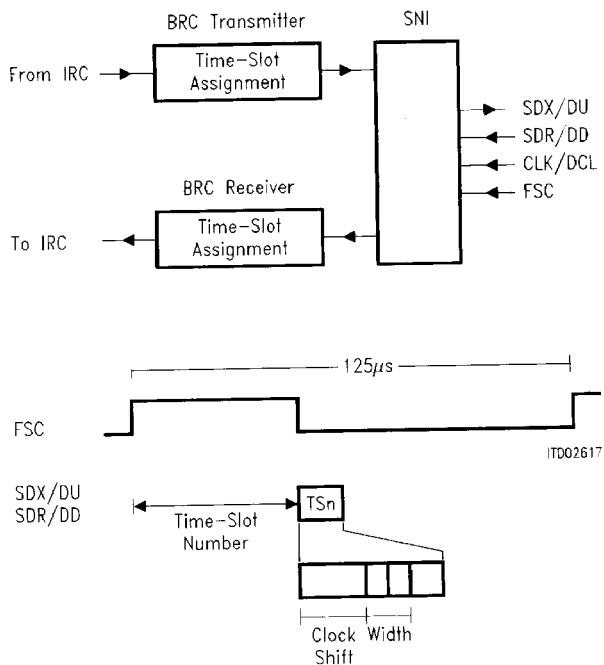 BRC Transmitter
SNI
Time-Slot
Assignment
From IRC
SDX/DU
SDR/DD
CLK/DCL
FSC
BRC Receiver
Time-Slot
Assignment
To IRC
125µs
FSC
ITD02617
SDX/DU
SDR/DD
Time-Slot
Number
TSn
Clock
Shift
Width